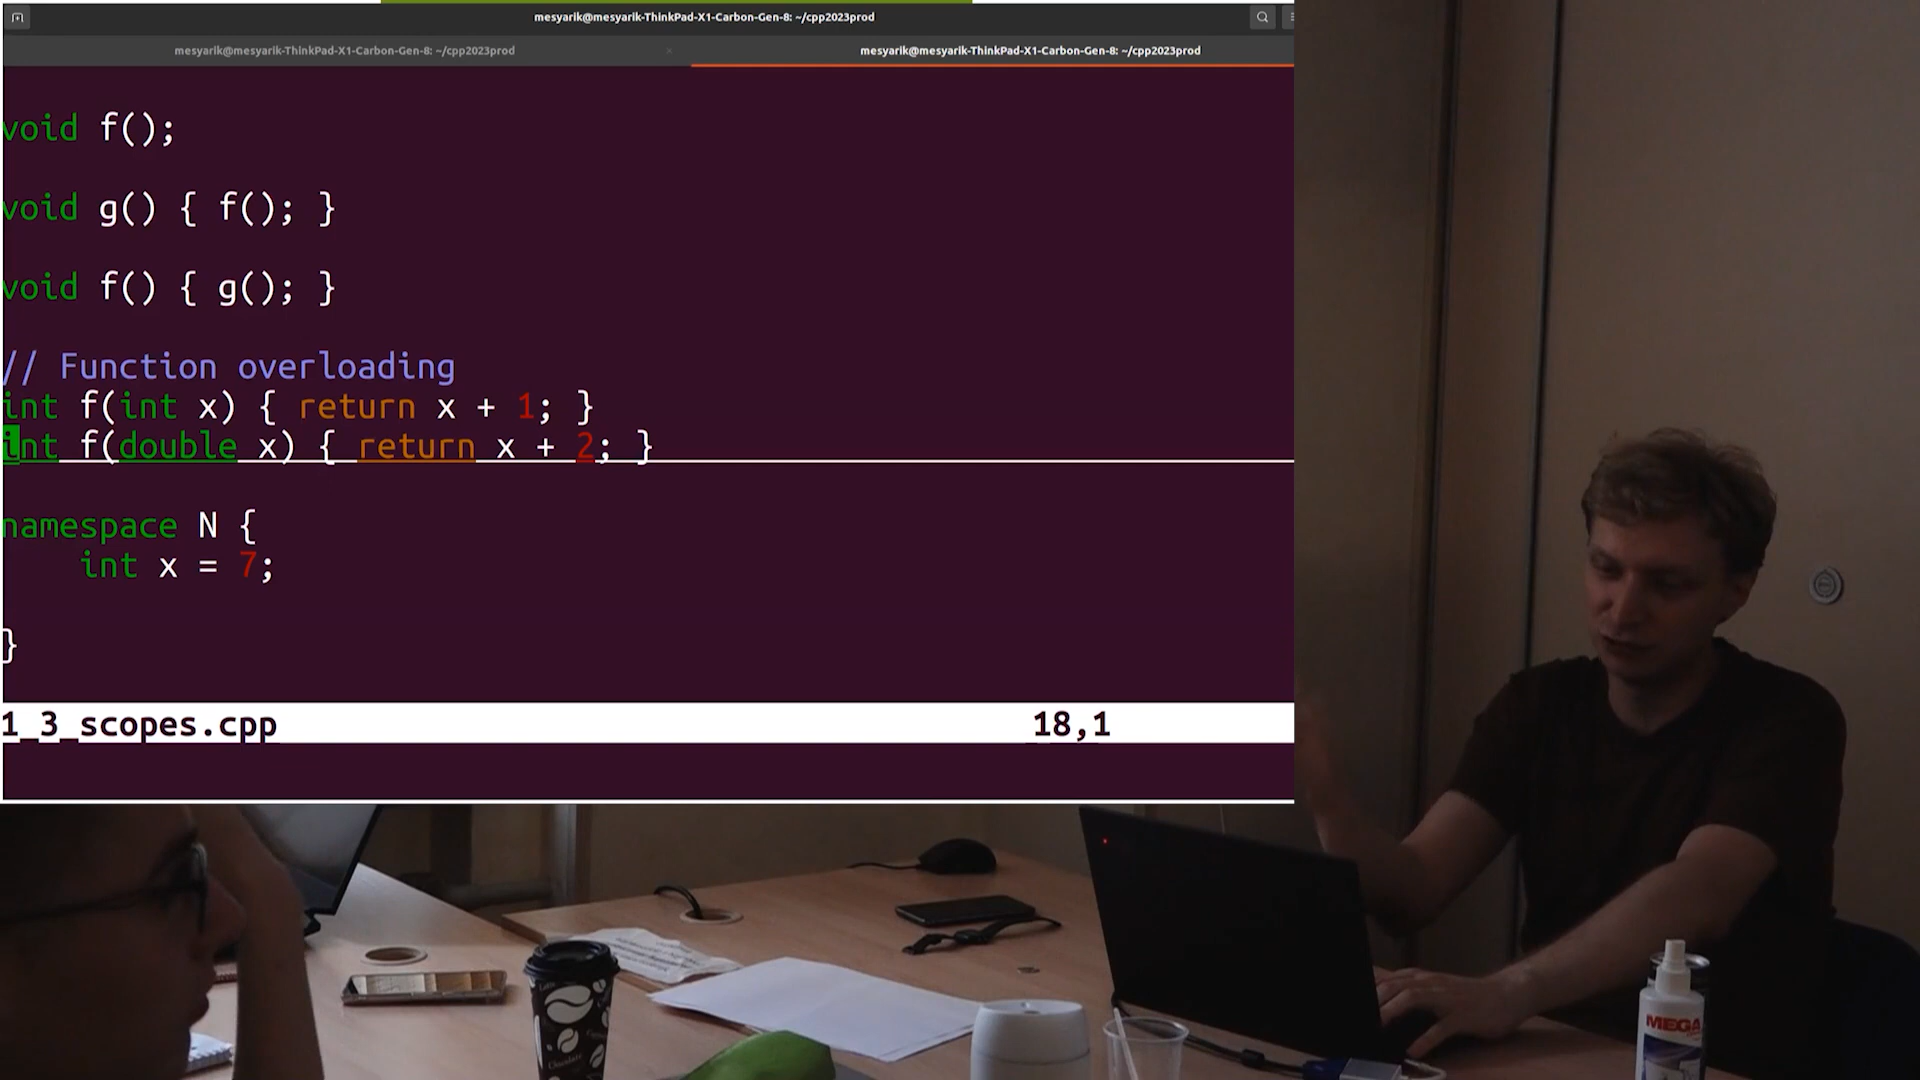 mesyarik@mesyarik-ThinkPad-X1-Carbon-Gen-8: ~/cpp2023prod
mesyarik@mesyarik-ThinkPad-X1-Carbon-Gen-8: ~/cpp2023prod
mesyarik@mesyarik-ThinkPad-X1-Carbon-Gen-8: ~/cpp2023prod
void f();
void g() { f(); }
void f() { g(); }
// Function overloading
int f(int x) { return x + 1; }
int f(double x) { return x + 2; }
namespace N {
int x = 7;
}
1_3_scopes.cpp 18,1
MEGA